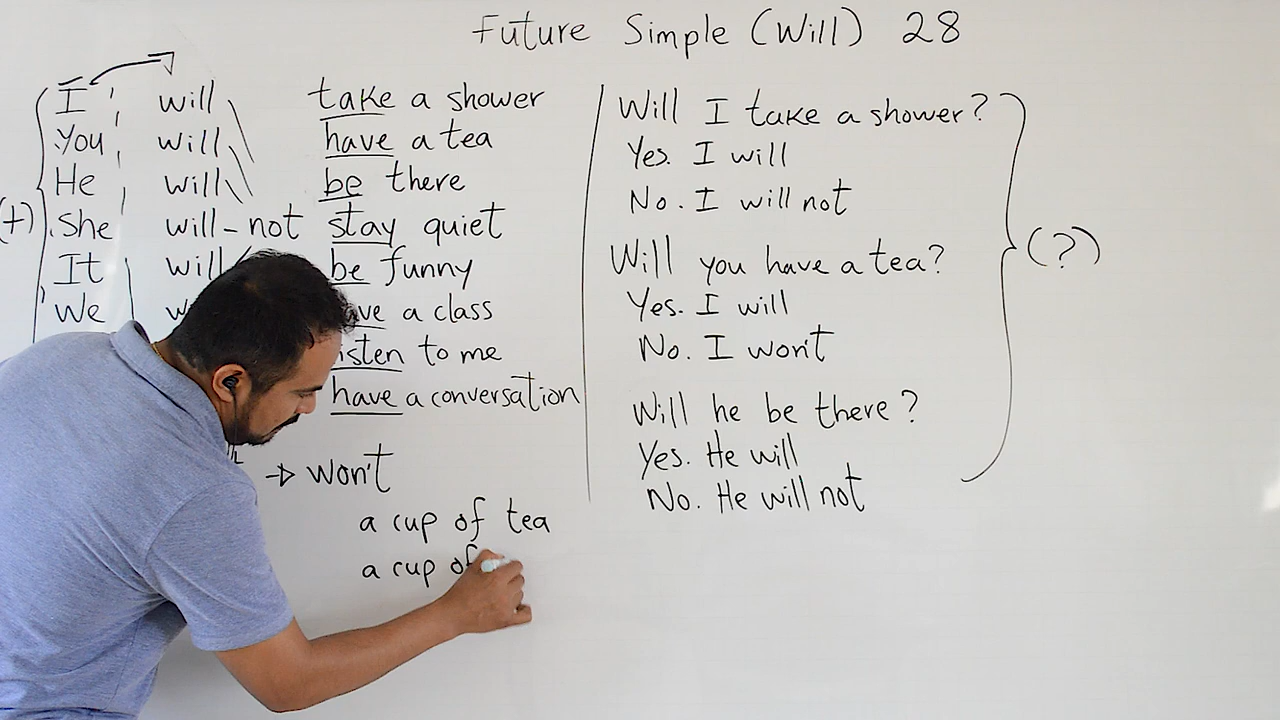 Future Simple (Will) 28
I will take a shower
You will have a tea
He will be there
(+) She will - not stay quiet
It will be funny
We a class
to me
have a conversation
→ won't
a cup of tea
a cup of
Will I take a shower?
Yes. I will
No. I will not
Will you have a tea?
Yes. I will
No. I won't
Will he be there?
Yes. He will
No. He will not
(?)